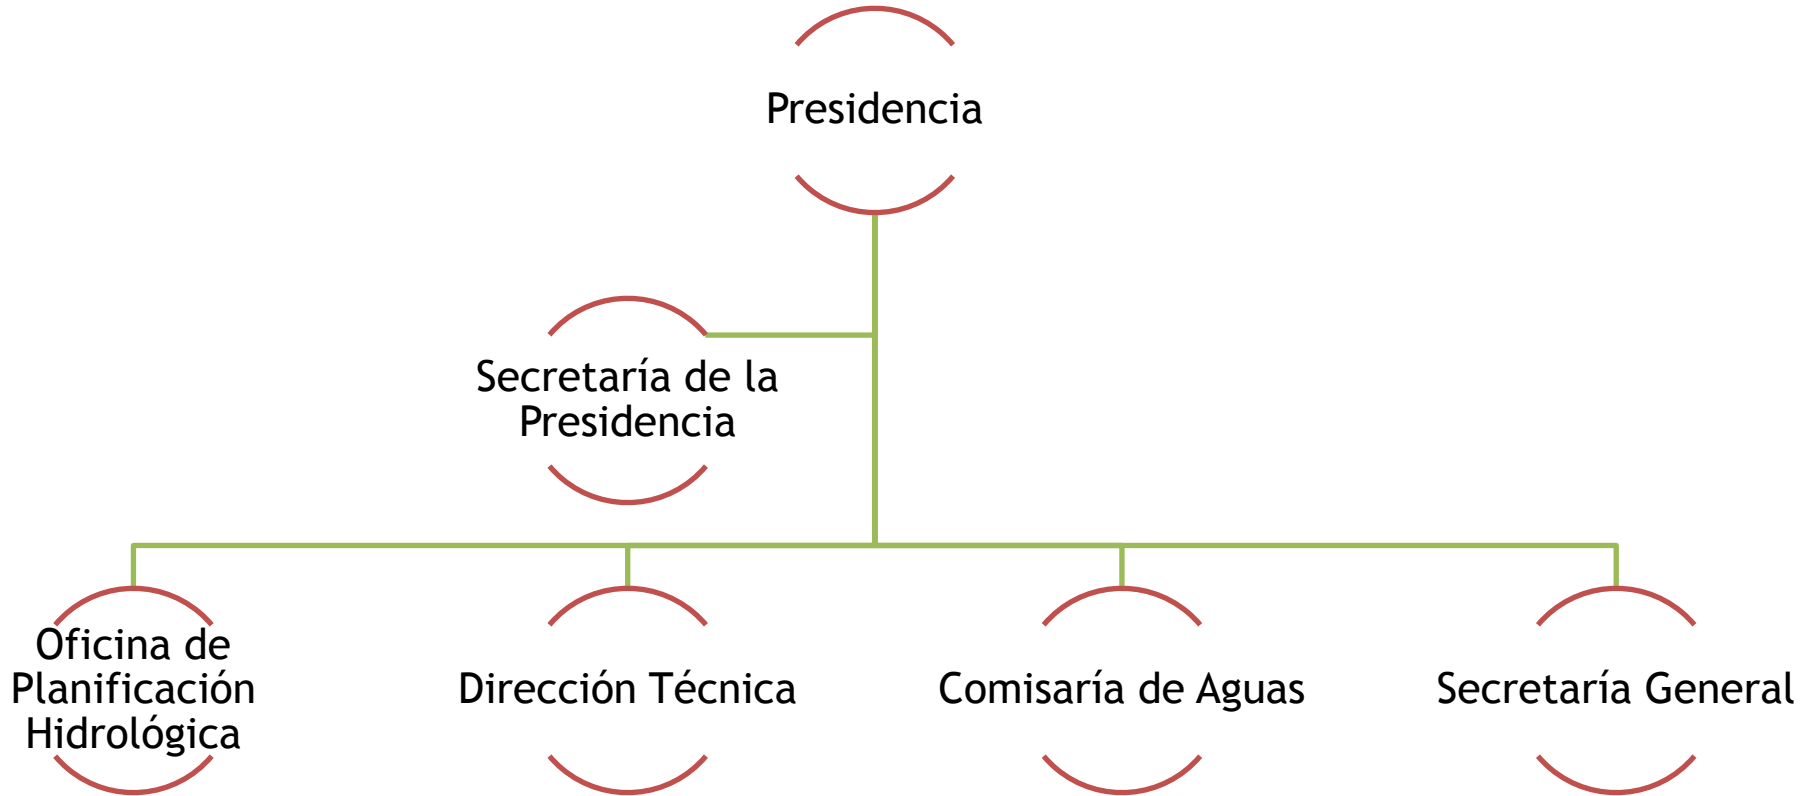 Presidencia
Secretaría de la
Presidencia
Oficina de
Planificación
Hidrológica
Dirección Técnica
Comisaría de Aguas
Secretaría General